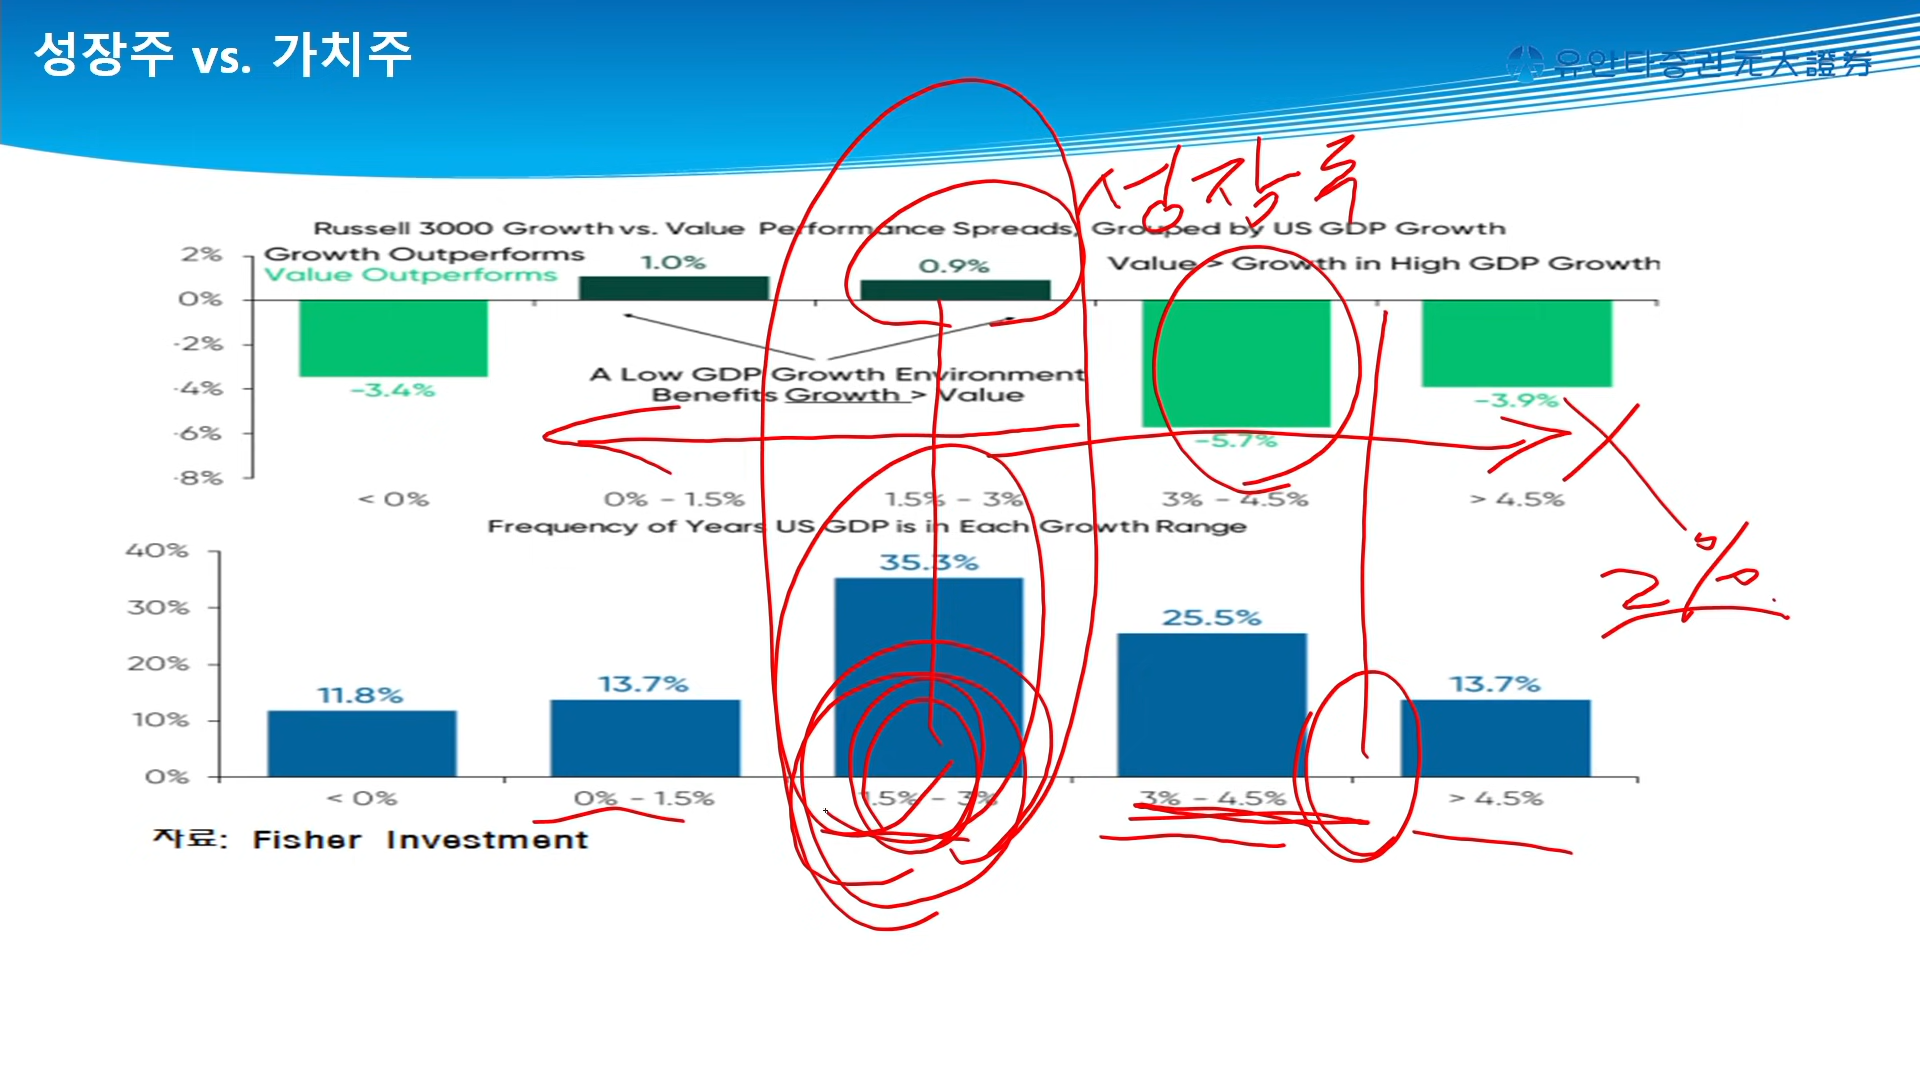 성장주 vs. 가치주
유안타증권 元大證券
성장주
Russell 3000 Growth vs. Value Performance Spreads, Grouped by US GDP Growth
2%
0%
-2%
-4%
-6%
-8%
Growth Outperforms
Value Outperforms
1.0%
0.9%
Value > Growth in High GDP Growth
-3.4%
A Low GDP Growth Environment
Benefits Growth > Value
-5.7%
-3.9%
< 0%
0% - 1.5%
1.5% - 3%
3% - 4.5%
> 4.5%
2%
Frequency of Years US GDP is in Each Growth Range
40%
30%
20%
10%
0%
11.8%
13.7%
35.3%
25.5%
13.7%
< 0%
0% - 1.5%
1.5% - 3%
3% - 4.5%
> 4.5%
자료: Fisher Investment